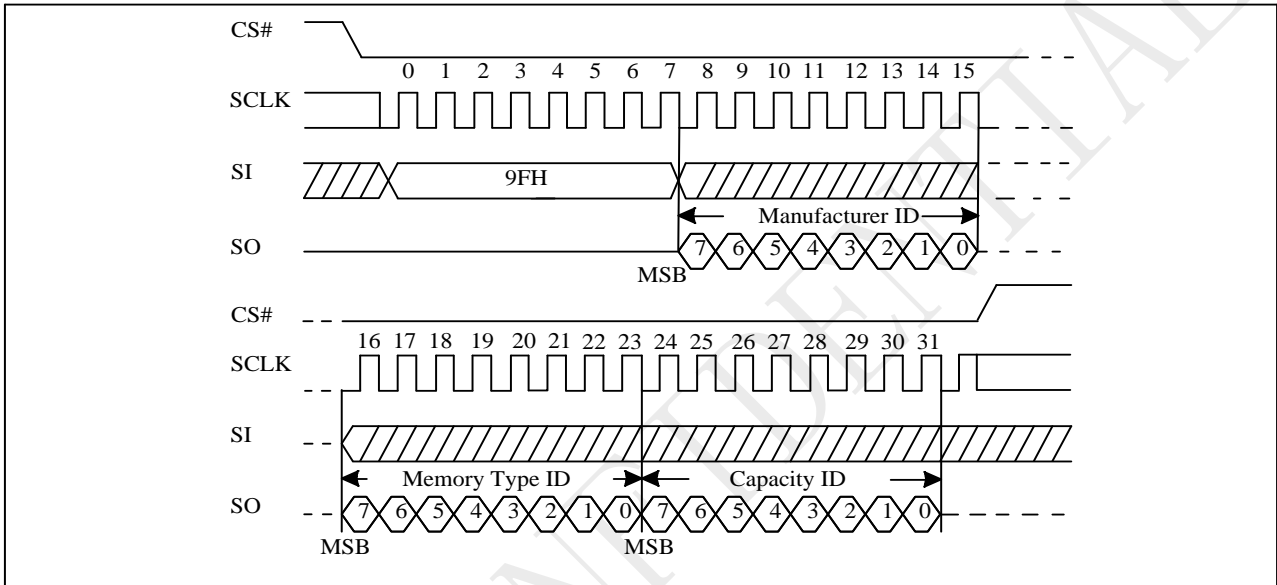 CS#
0 1 2 3 4 5 6 7 8 9 10 11 12 13 14 15
SCLK
SI
9FH
Manufacturer ID
SO
7 6 5 4 3 2 1 0
MSB
CS#
16 17 18 19 20 21 22 23 24 25 26 27 28 29 30 31
SCLK
SI
Memory Type ID Capacity ID
SO
7 6 5 4 3 2 1 0 7 6 5 4 3 2 1 0
MSB MSB